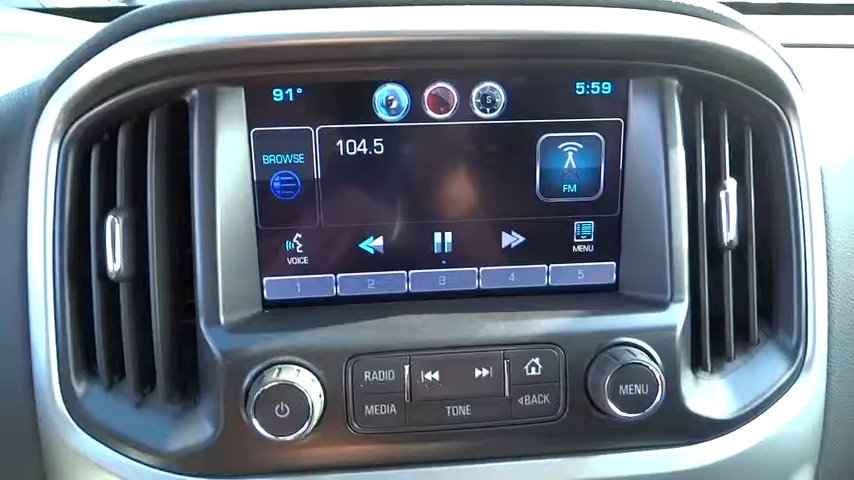 91°
5:59
S
BROWSE
104.5
FM
VOICE
MENU
1 2 3 4 5
RADIO
MEDIA
TONE
BACK
MENU